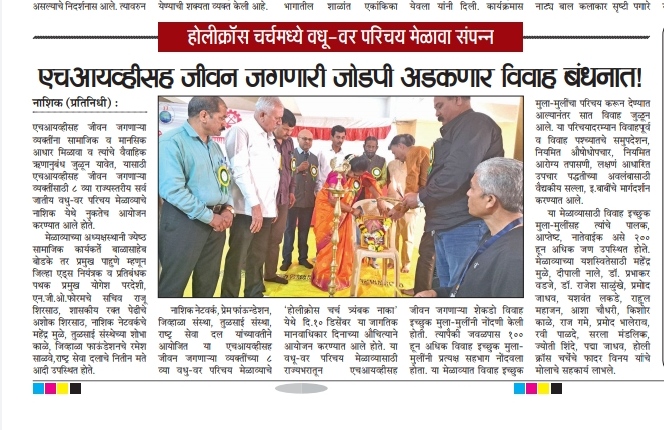 असल्याचे निदर्शनास आले. त्यावरुन
येण्याची शक्यता व्यक्त केली आहे.
भागातील शाळांत एकांकिका
येवला यांनी दिली. कार्यक्रमास
नाट्य बाल कलाकार सृष्टी पगारे
होलीक्रॉस चर्चमध्ये वधू-वर परिचय मेळावा संपन्न
एचआयव्हीसह जीवन जगणारी जोडपी अडकणार विवाह बंधनात!
नाशिक (प्रतिनिधी) :
एचआयव्हीसह जीवन जगणाऱ्या
व्यक्तींना सामाजिक व मानसिक
आधार मिळावा व त्यांचे वैवाहिक
ऋणानुबंध जुळून यावेत, यासाठी
एचआयव्हीसह जीवन जगणाऱ्या
व्यक्तींसाठी ८ व्या राज्यस्तरीय सर्व
जातीय वधु-वर परिचय मेळाव्याचे
नाशिक येथे नुकतेच आयोजन
करण्यात आले होते.
मेळाव्याच्या अध्यक्षस्थानी ज्येष्ठ
सामाजिक कार्यकर्ते बाळासाहेब
बोडके तर प्रमुख पाहुणे म्हणून
जिल्हा एड्स नियंत्रक व प्रतिबंधक
पथक प्रमुख योगेश परदेशी,
एन.जी.ओ.फोरमचे सचिव राजू
शिरसाठ, शासकीय रक्त पेढीचे
अशोक शिरसाठ, नाशिक नेटवर्कचे
महेंद्र मुळे, तुळसाई संस्थेच्या शोभा
काळे, जिव्हाळा फाऊंडेशनचे रमेश
साळवे,राष्ट्र सेवा दलाचे नितीन मते
आदी उपस्थित होते.
नाशिक नेटवर्क, प्रेम फांऊन्डेशन,
जिव्हाळा संस्था, तुळसाई संस्था,
राष्ट्र सेवा दल यांच्यावतीने
आयोजित या एचआयव्हीसह
जीवन जगणाऱ्या व्यक्तींच्या ८
व्या वधु-वर परिचय मेळाव्याचे
'होलीक्रॉस चर्च त्र्यंबक नाका'
येथे दि.१० डिसेंबर या जागतिक
मानवाधिकार दिनाच्या औचित्याने
आयोजन करण्यात आले होते. या
वधू-वर परिचय मेळाव्यासाठी
राज्यभरातून एचआयव्हीसह
जीवन जगणाऱ्या शेकडो विवाह
इच्छुक मुला-मुलींनी नोंदणी केली
होती. त्यापैकी जवळपास १००
हून अधिक विवाह इच्छुक मुला-
मुलींनी प्रत्यक्ष सहभाग नोंदवला
होता. या मेळाव्यात विवाह इच्छुक
मुला-मुलींचा परिचय करून देण्यात
आल्यानंतर सात विवाह जुळून
आले. या परिचयादरम्यान विवाहपूर्व
व विवाह पश्च्यातचे समुपदेशन,
नियमित औषोधोपचार, नियमित
आरोग्य तपासणी, लक्षणे आधारित
उपचार पद्धतीच्या अवलंबासाठी
वैद्यकीय सल्ला, इ.बाबींचे मार्गदर्शन
करण्यात आले.
या मेळाव्यासाठी विवाह इच्छुक
मुला-मुलींसह त्यांचे पालक,
आप्तेष्ट, नातेवाईक असे २००
हून अधिक जण उपस्थित होते.
मेळाव्याच्या यशस्वितेसाठी महेंद्र
मुळे, दीपाली नाले, डॉ. प्रभाकर
वडजे, डॉ. राजेश साळुंखे, प्रमोद
जाधव, यशवंत लकडे, राहुल
महाजन, आशा चौधरी, किशोर
काळे, राज गमे, प्रमोद भालेराव,
रवी पाळदे, सरला मंडलिक,
ज्योती शिंदे, पद्मा जाधव, होली
क्रॉस चर्चचे फादर विनय यांचे
मोलाचे सहकार्य लाभले.